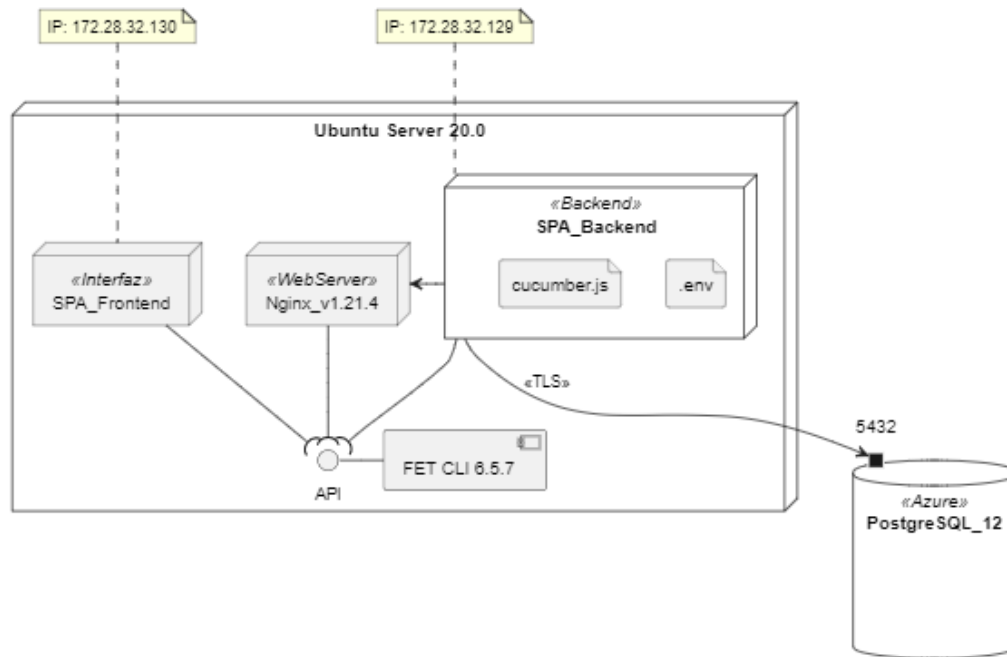 IP: 172.28.32.130
IP: 172.28.32.129
Ubuntu Server 20.0
«Backend»
SPA_Backend
cucumber.js
.env
«Interfaz»
SPA_Frontend
«WebServer»
Nginx_v1.21.4
«TLS»
5432
FET CLI 6.5.7
API
«Azure»
PostgreSQL_12